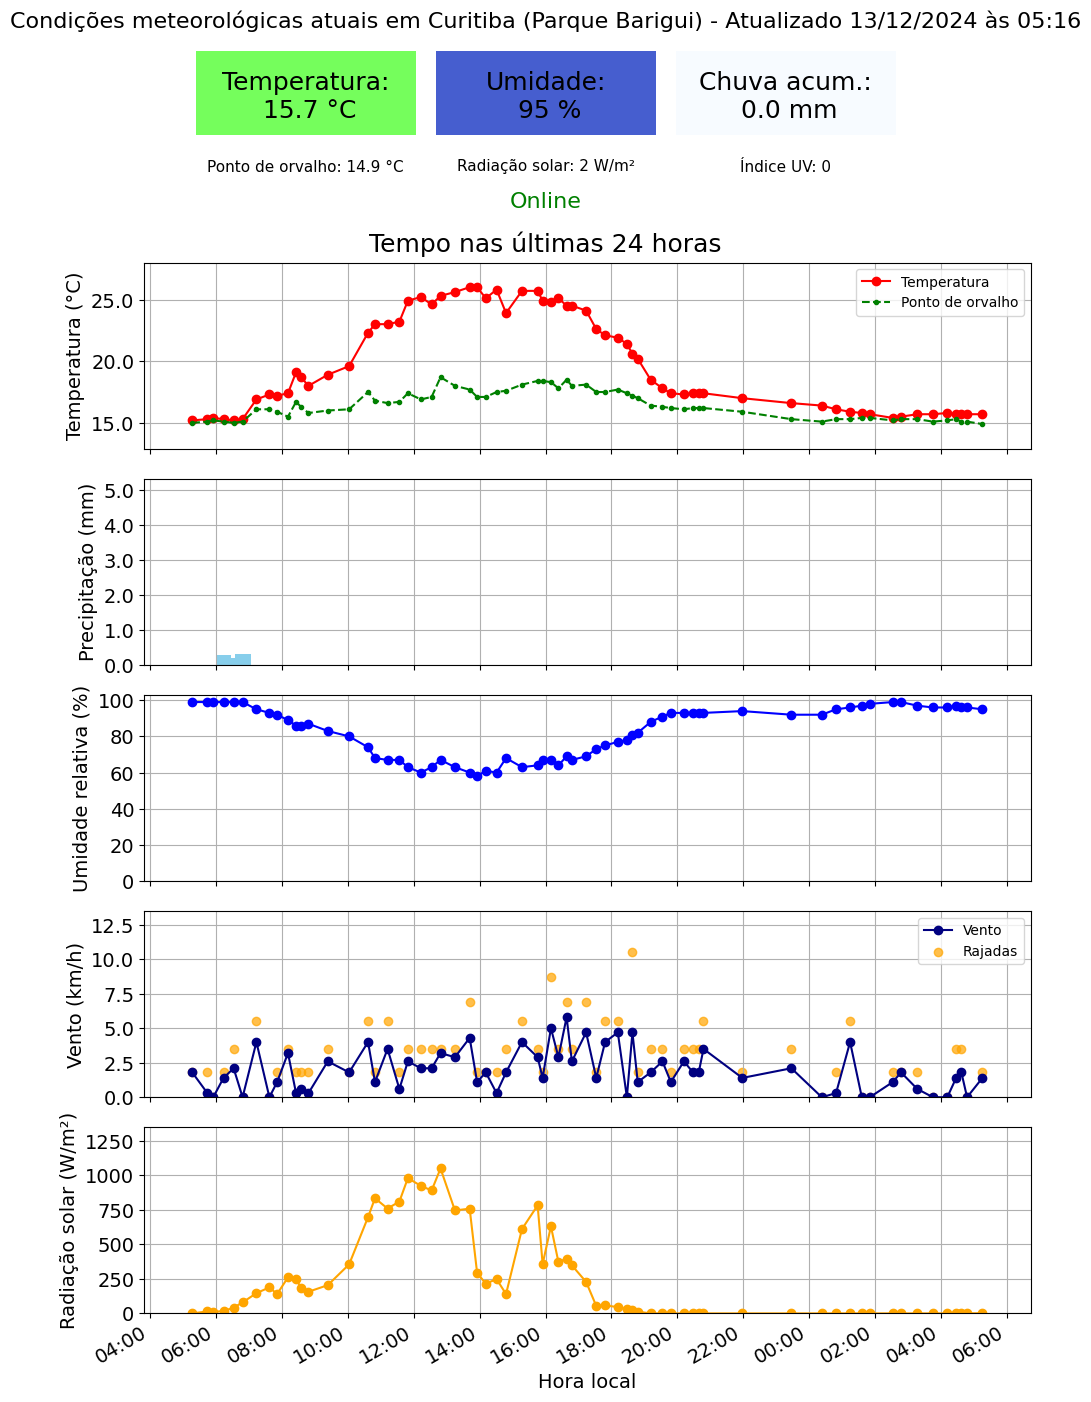 Condições meteorológicas atuais em Curitiba (Parque Barigui) - Atualizado 13/12/2024 às 05:16
Temperatura:
15.7 °C
Umidade:
95 %
Chuva acum.:
0.0 mm
Ponto de orvalho: 14.9 °C
Radiação solar: 2 W/m²
Índice UV: 0
Online
Tempo nas últimas 24 horas
Temperatura (°C)
25.0
20.0
15.0
Temperatura
Ponto de orvalho
Precipitação (mm)
5.0
4.0
3.0
2.0
1.0
0.0
Umidade relativa (%)
100
80
60
40
20
0
Vento (km/h)
12.5
10.0
7.5
5.0
2.5
0.0
Vento
Rajadas
Radiação solar (W/m²)
1250
1000
750
500
250
0
04:00
06:00
08:00
10:00
12:00
14:00
16:00
18:00
20:00
22:00
00:00
02:00
04:00
06:00
Hora local